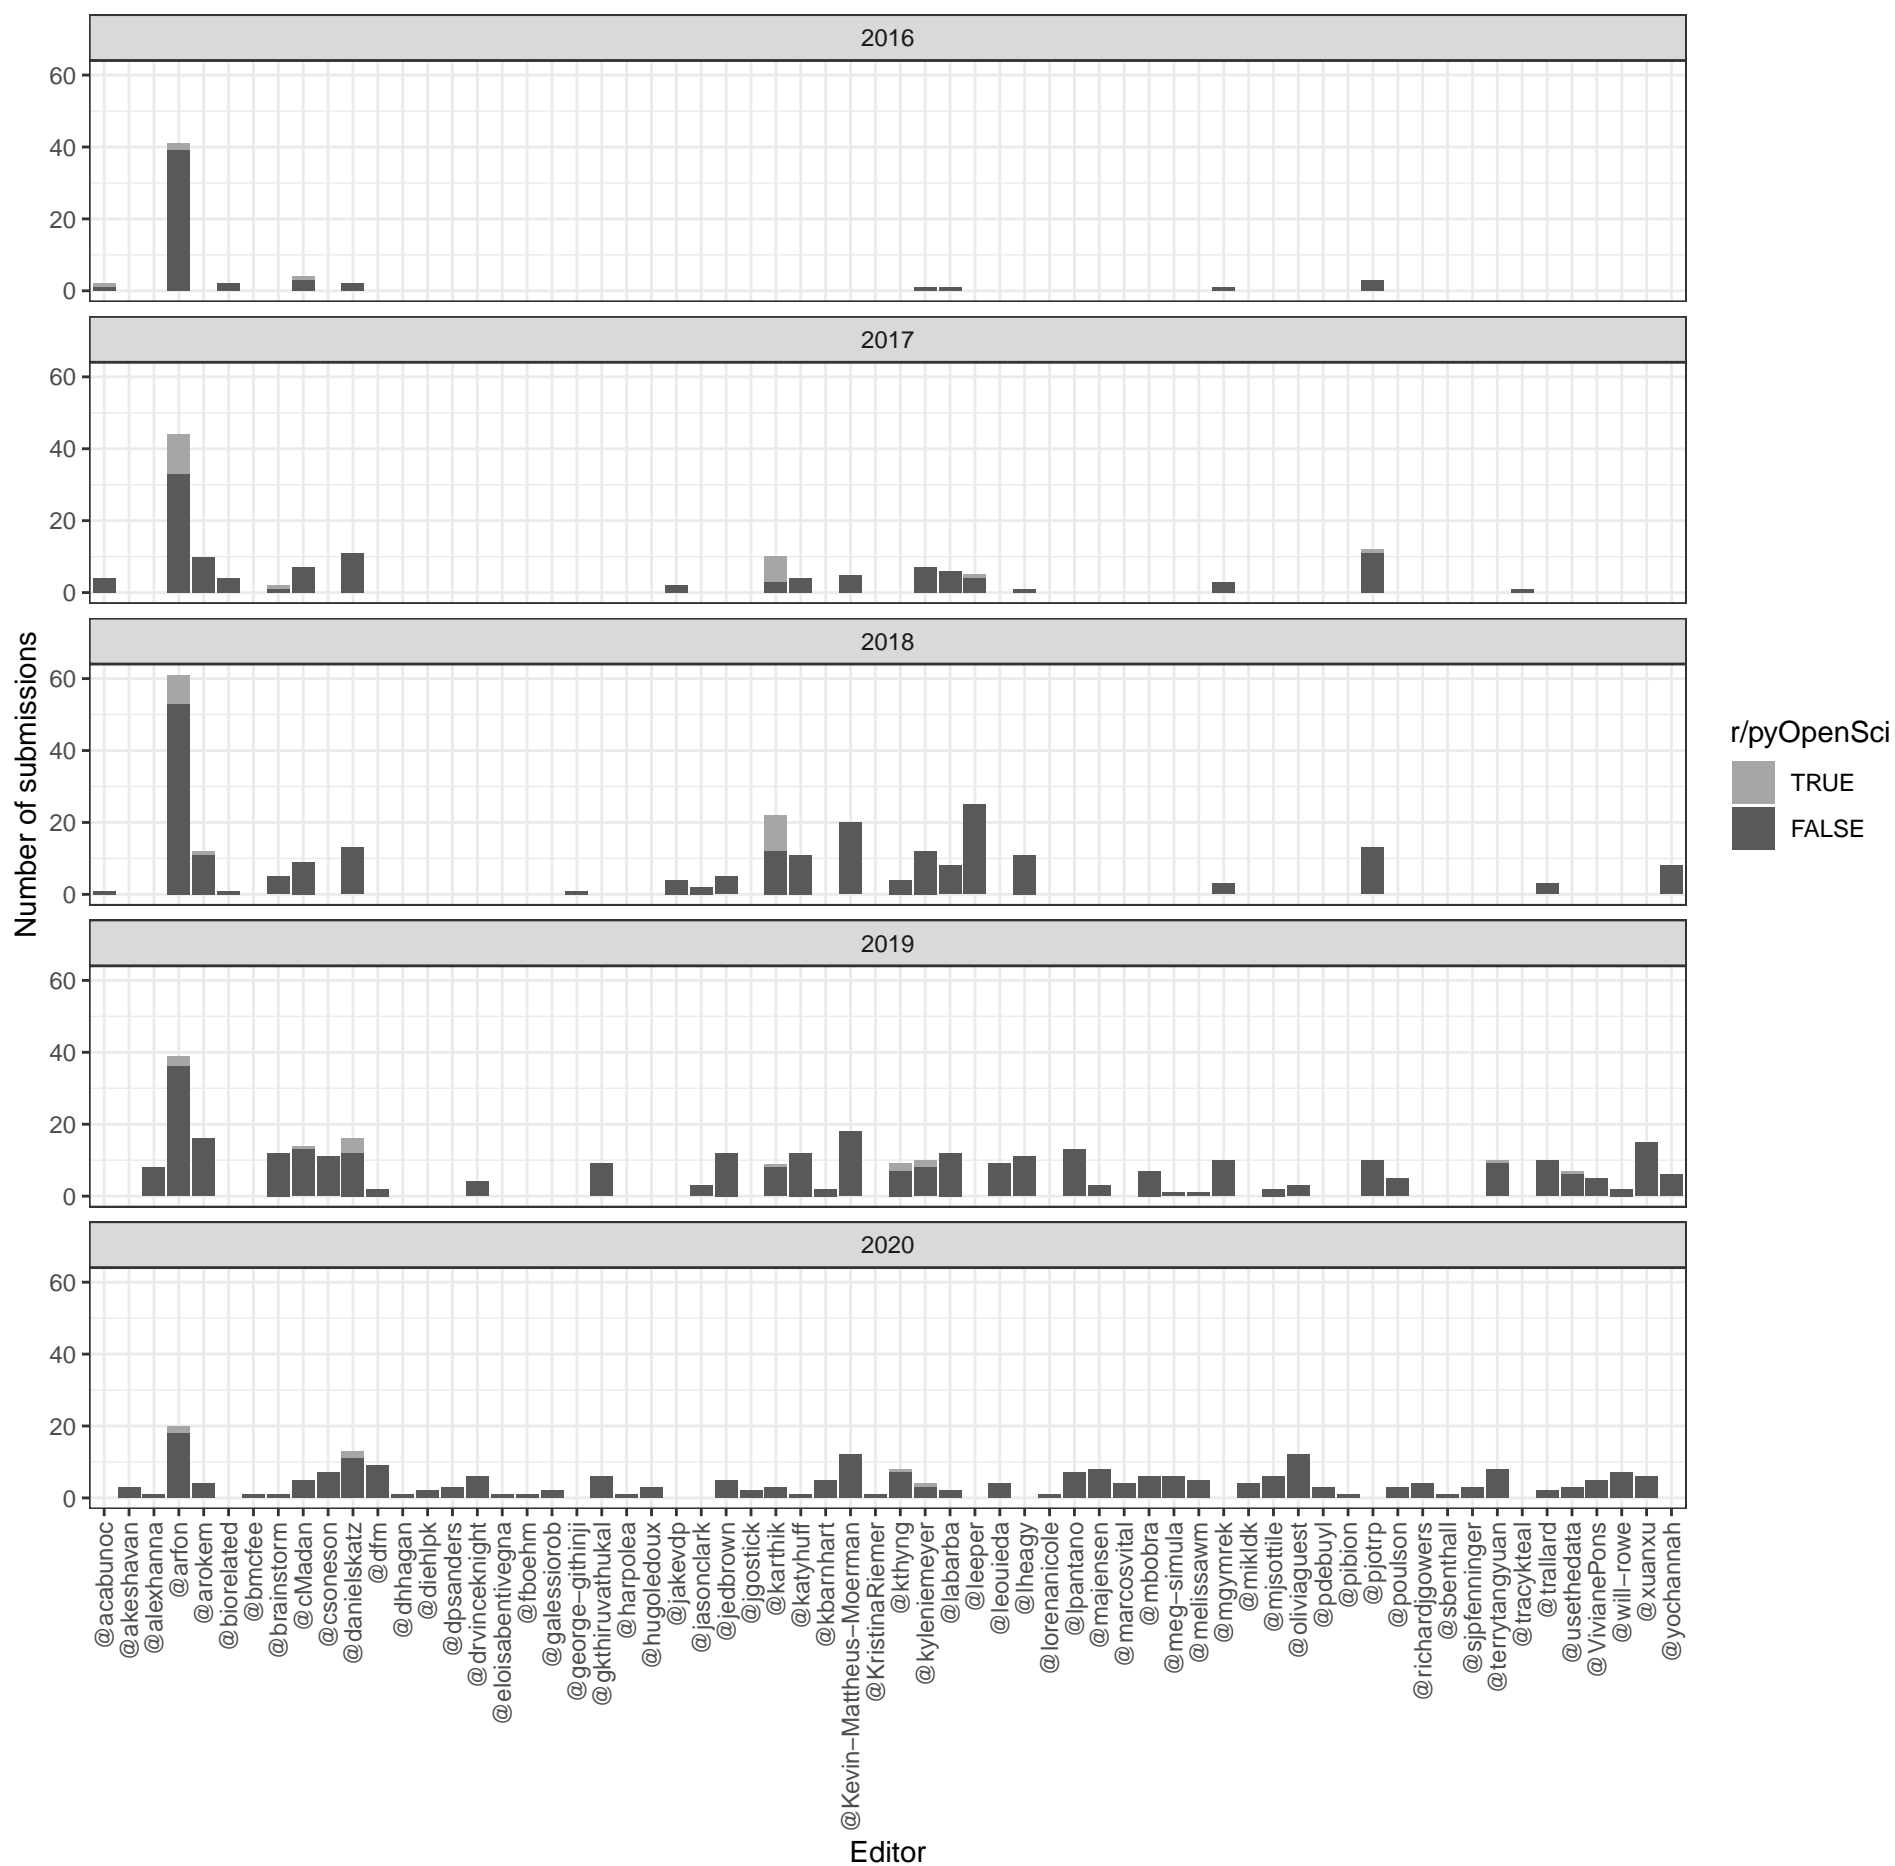 2016
60
40
20
0
2017
60
40
20
0
2018
60
40
20
0
2019
60
40
20
0
2020
60
40
20
0
Number of submissions
@acabunoc
@akeshavan
@alexhanna
@arfon
@arokem
@biorelated
@bmcfee
@brainstorm
@cMadan
@csoneson
@danielskatz
@dfm
@dhhagan
@diehlpk
@dpsanders
@drvinceknight
@eloisabentivegna
@fboehm
@galessiorob
@george−githinji
@gkthiruvathukal
@harpolea
@hugoledoux
@jakevdp
@jasonclark
@jedbrown
@jgostick
@karthik
@katyhuff
@kbarnhart
@Kevin−Mattheus−Moerman
@KristinaRiemer
@kthyng
@kyleniemeyer
@labarba
@leeper
@leouieda
@lheagy
@lorenanicole
@lpantano
@majensen
@marcosvital
@mbobra
@meg−simula
@melissawm
@mgymrek
@mikldk
@mjsottile
@oliviaguest
@pdebuyl
@pibion
@pjotrp
@poulson
@richardjgowers
@sbenthall
@sjpfenninger
@terrytangyuan
@tracykteal
@trallard
@usethedata
@VivianePons
@will−rowe
@xuanxu
@yochannah
Editor
r/pyOpenSci
TRUE
FALSE